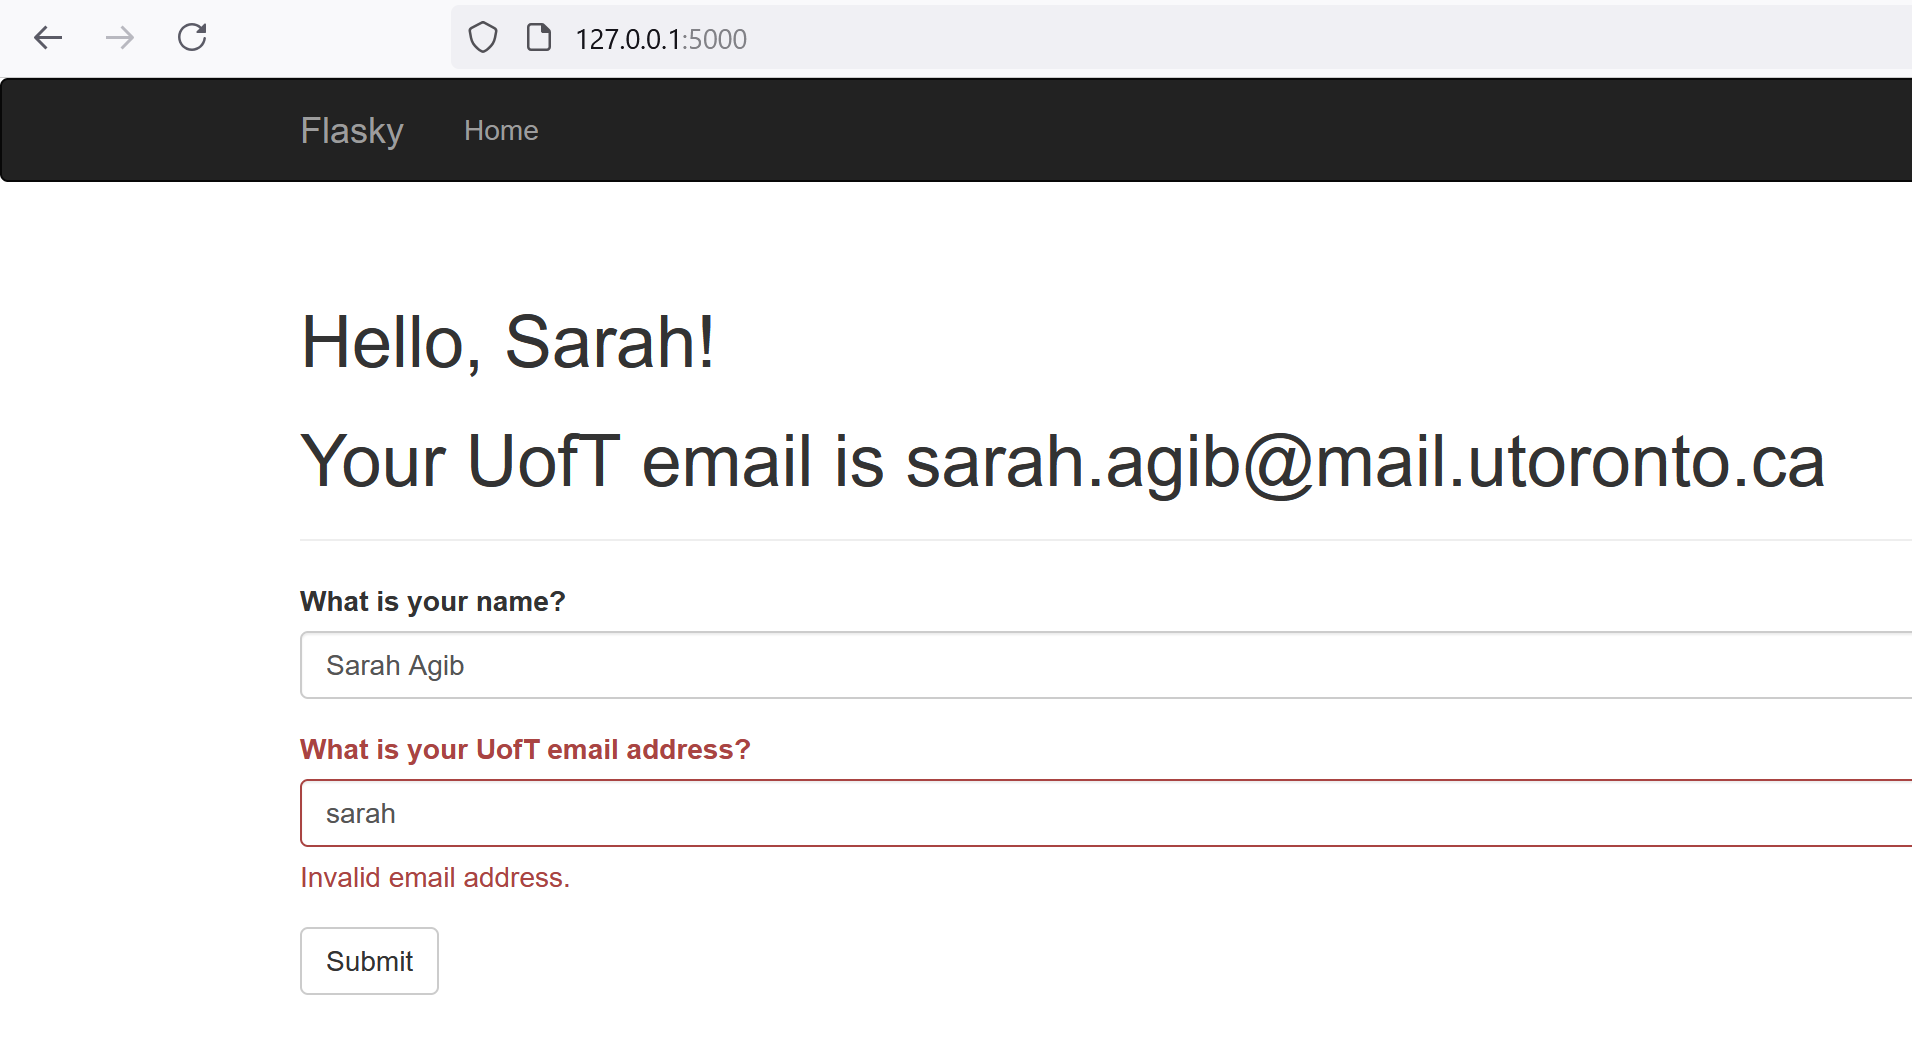 127.0.0.1:5000
Flasky Home
Hello, Sarah!
Your UofT email is sarah.agib@mail.utoronto.ca
What is your name?
Sarah Agib
What is your UofT email address?
sarah
Invalid email address.
Submit